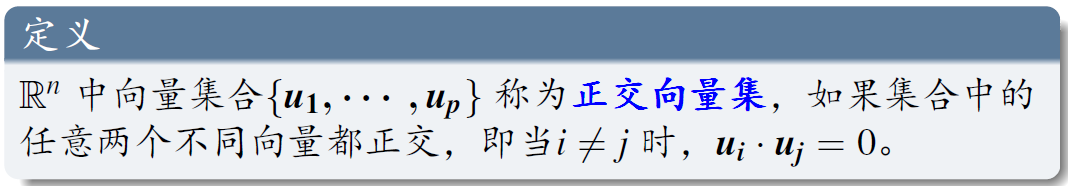 定义
ℝⁿ 中向量集合{u₁, ⋯ , uₚ} 称为正交向量集，如果集合中的
任意两个不同向量都正交，即当i ≠ j 时，uᵢ · uⱼ = 0。